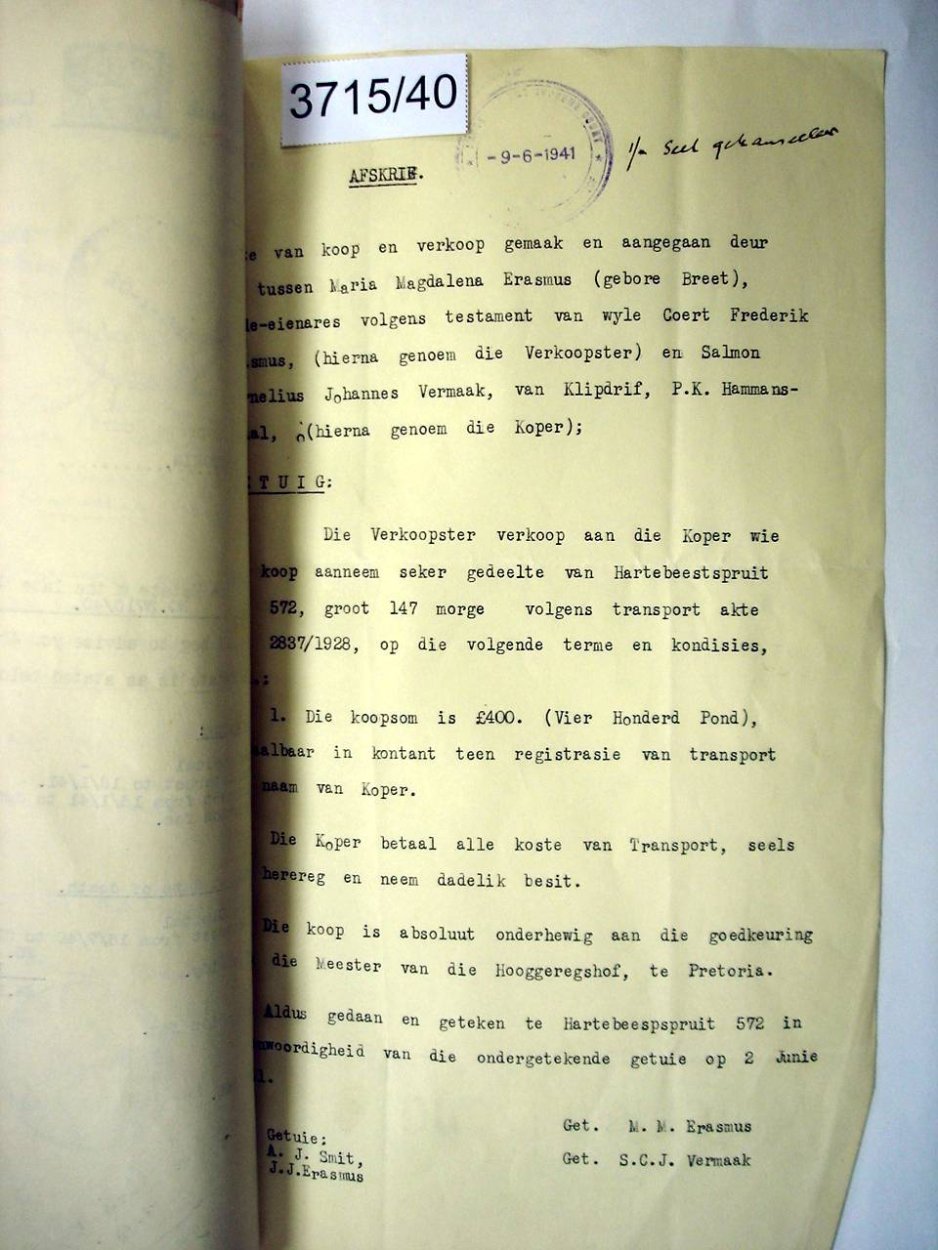 3715/40
-9-6-1941
1/- Seel gekanselleer
AFSKRIF.
e van koop en verkoop gemaak en aangegaan deur
tussen Maria Magdalena Erasmus (gebore Breet),
e-eienares volgens testament van wyle Coert Frederik
smus, (hierna genoem die Verkoopster) en Salmon
nelius Johannes Vermaak, van Klipdrif, P.K. Hammans-
al, (hierna genoem die Koper);
T U I G:
Die Verkoopster verkoop aan die Koper wie
koop aanneem seker gedeelte van Hartebeestspruit
572, groot 147 morge volgens transport akte
2837/1928, op die volgende terme en kondisies,
.:
1. Die koopsom is £400. (Vier Honderd Pond),
albaar in kontant teen registrasie van transport
naam van Koper.
Die Koper betaal alle koste van Transport, seels
herereg en neem dadelik besit.
Die koop is absoluut onderhewig aan die goedkeuring
die Meester van die Hooggeregshof, te Pretoria.
Aldus gedaan en geteken te Hartebeespspruit 572 in
nwoordigheid van die ondergetekende getuie op 2 Junie
1.
Getuie:
A. J. Smit,
J.J.Erasmus
Get. M. M. Erasmus
Get. S.C.J. Vermaak